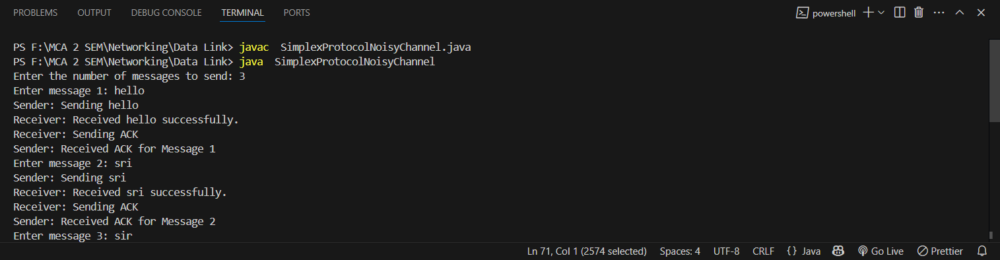 PROBLEMS OUTPUT DEBUG CONSOLE TERMINAL PORTS powershell
PS F:\MCA 2 SEM\Networking\Data Link> javac  SimplexProtocolNoisyChannel.java
PS F:\MCA 2 SEM\Networking\Data Link> java  SimplexProtocolNoisyChannel
Enter the number of messages to send: 3
Enter message 1: hello
Sender: Sending hello
Receiver: Received hello successfully.
Receiver: Sending ACK
Sender: Received ACK for Message 1
Enter message 2: sri
Sender: Sending sri
Receiver: Received sri successfully.
Receiver: Sending ACK
Sender: Received ACK for Message 2
Enter message 3: sir
Ln 71, Col 1 (2574 selected) Spaces: 4 UTF-8 CRLF {} Java Go Live Prettier